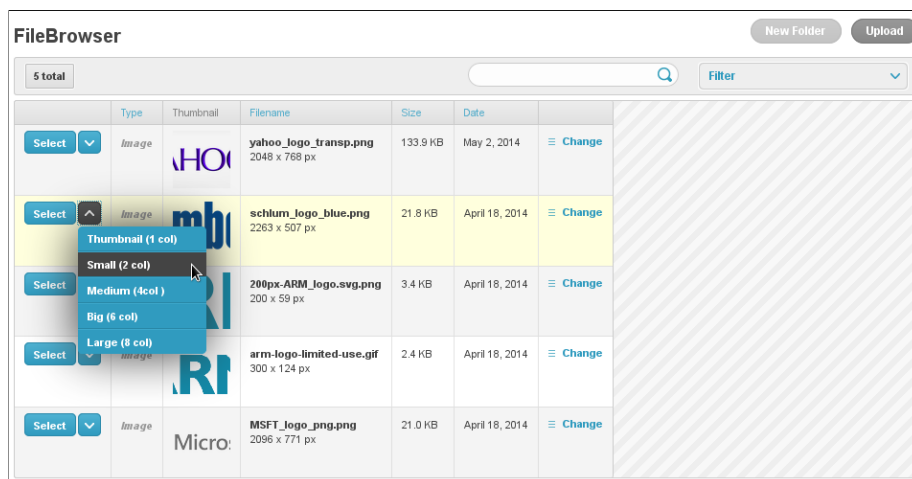 FileBrowser
New Folder
Upload
5 total
Filter
Type Thumbnail Filename Size Date
Select Image yahoo_logo_transp.png 133.9 KB May 2, 2014 Change
2048 x 768 px
Select Image schlum_logo_blue.png 21.8 KB April 18, 2014 Change
2263 x 507 px
Thumbnail (1 col)
Small (2 col)
Medium (4col )
Big (6 col)
Large (8 col)
Select 200px-ARM_logo.svg.png 3.4 KB April 18, 2014 Change
200 x 59 px
Select Image arm-logo-limited-use.gif 2.4 KB April 18, 2014 Change
300 x 124 px
ARM
Select Image MSFT_logo_png.png 21.0 KB April 18, 2014 Change
2096 x 771 px
Micro